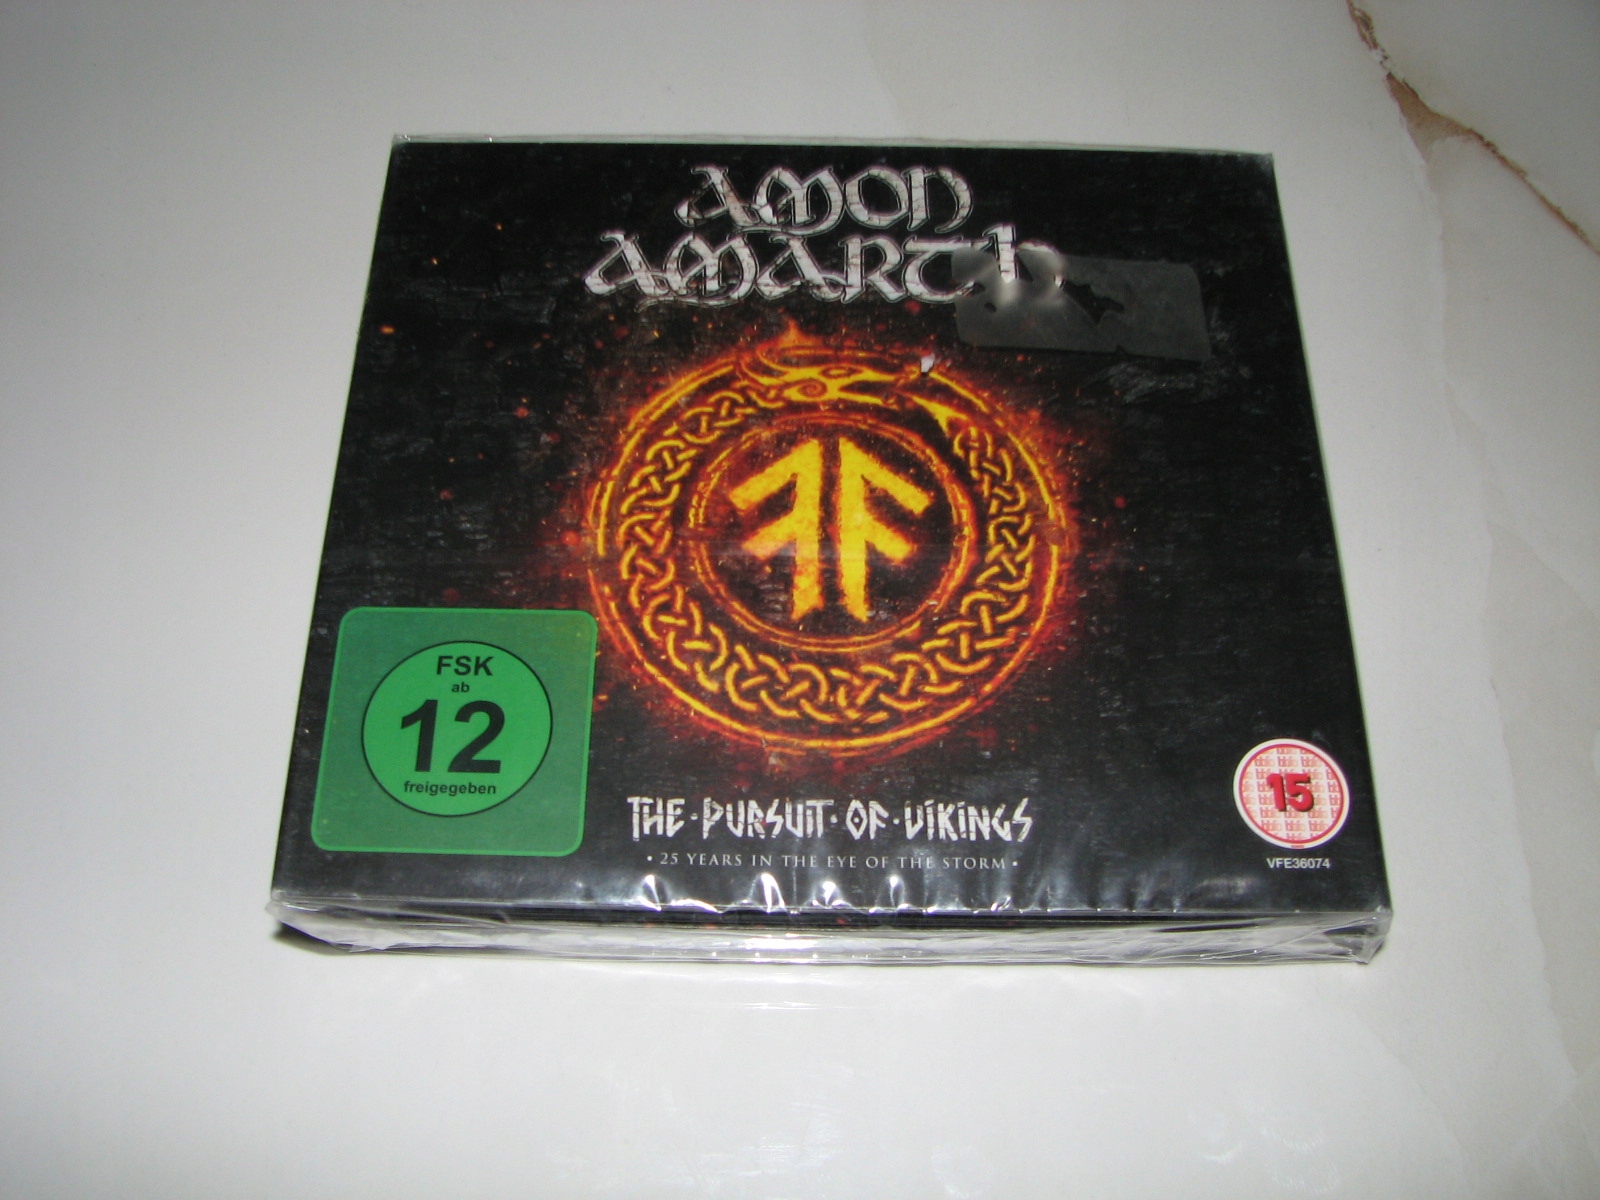 AMON
AMARTH
FSK
ab
12
freigegeben
THE · PURSUIT · OF · VIKINGS
• 25 YEARS IN THE EYE OF THE STORM •
15
VFE36074